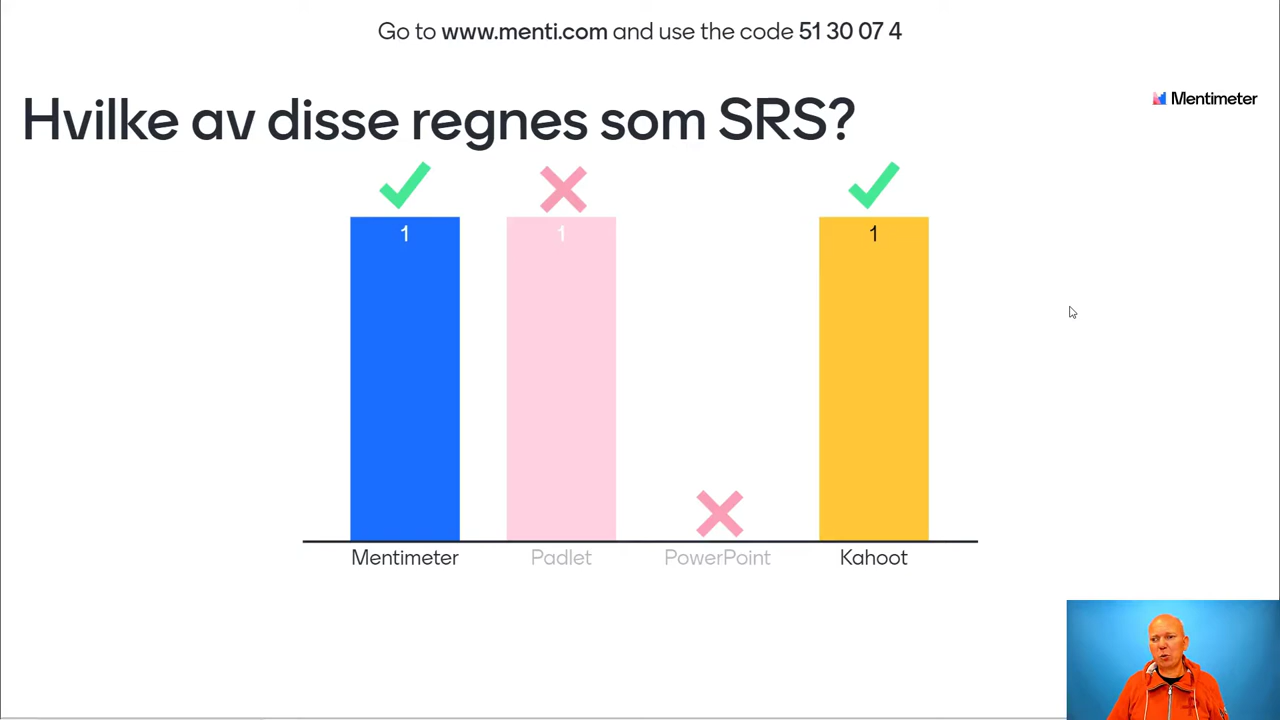 Go to www.menti.com and use the code 51 30 07 4
Hvilke av disse regnes som SRS?
Mentimeter
1
1
1
Mentimeter
Padlet
PowerPoint
Kahoot